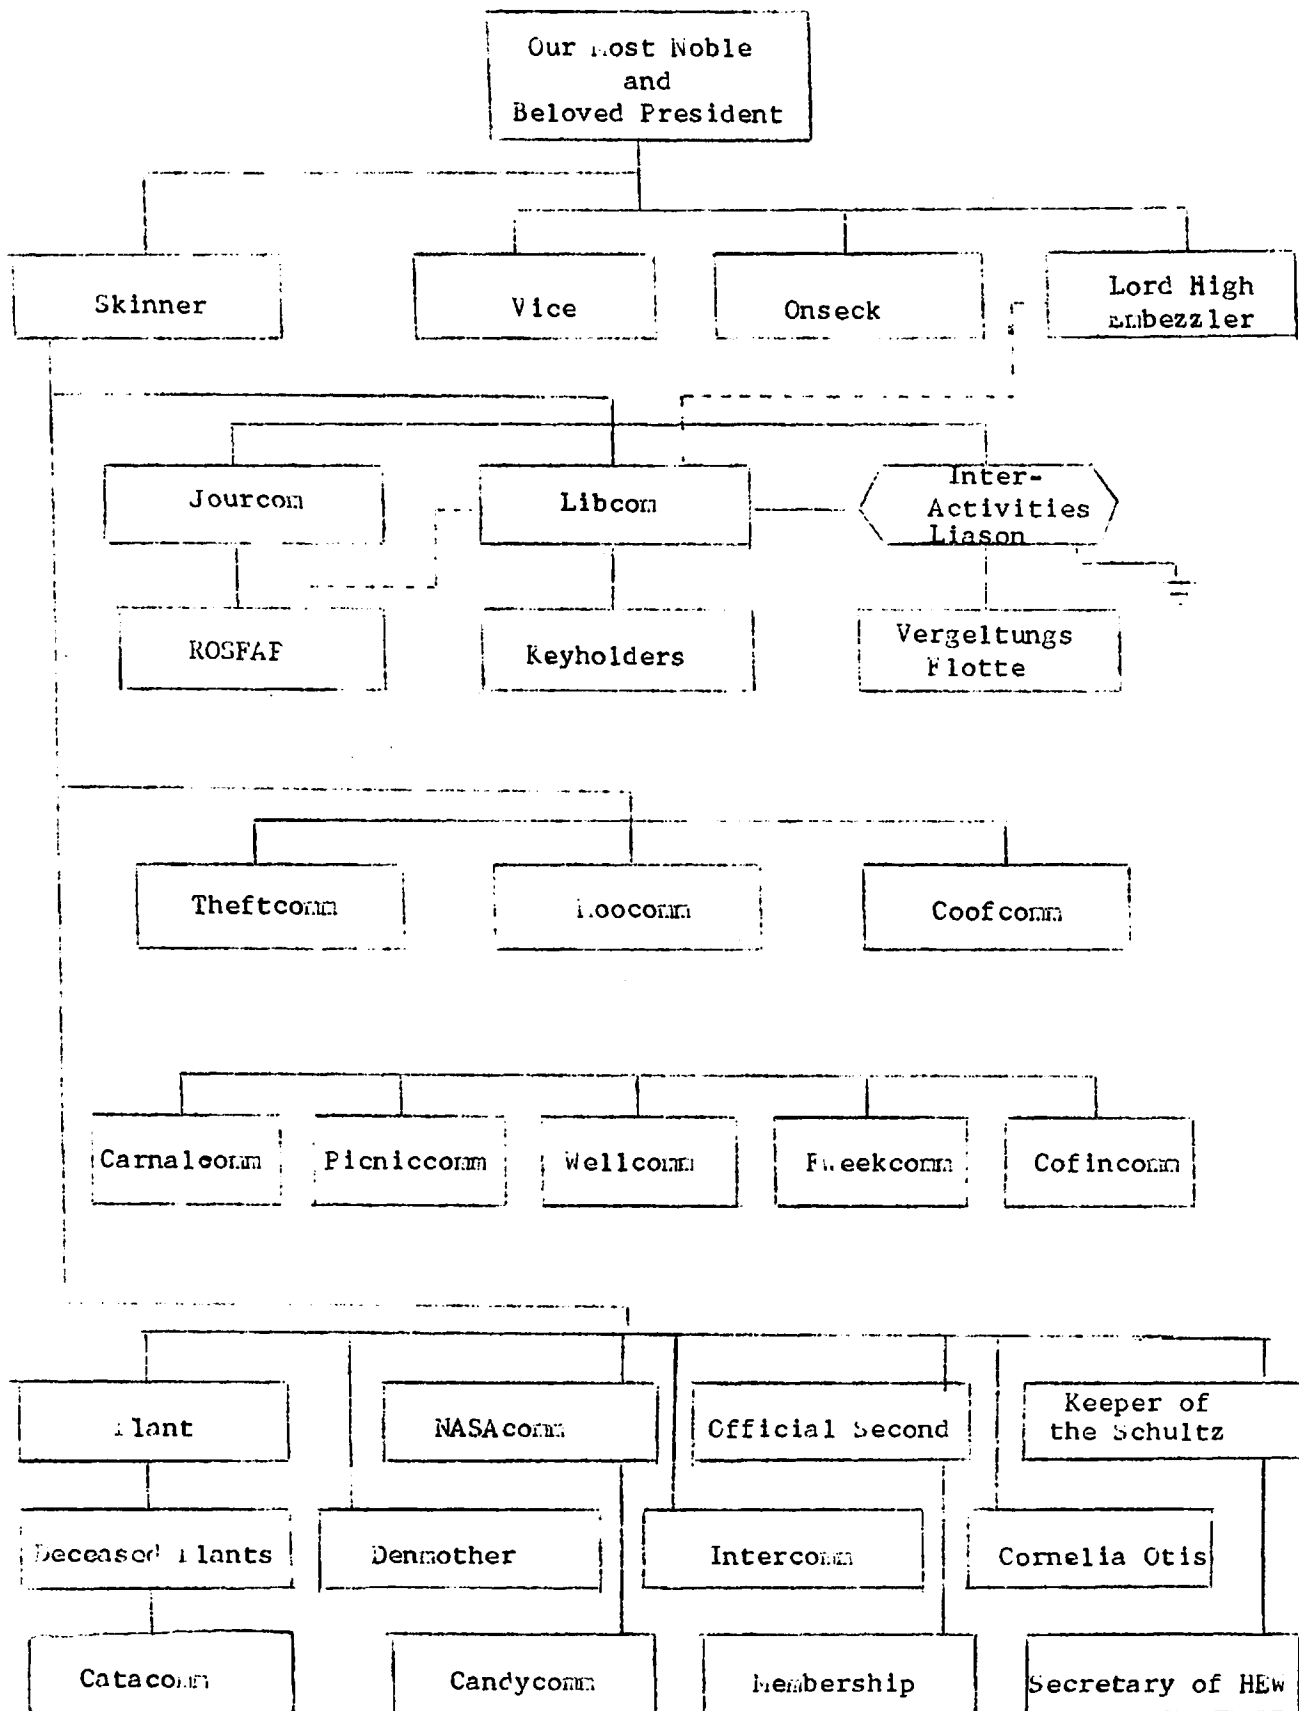 Our Most Noble
and
Beloved President
Skinner
Vice
Onseck
Lord High
Embezzler
Jourcom
Libcom
Inter-
Activities
Liason
ROSFAP
Keyholders
Vergeltungs
Flotte
Theftcomm
Coofcomm
Carnalcomm
Picniccomm
Wellcomm
Fweekcomm
Cofincomm
Plant
NASAcomm
Official Second
Keeper of
the Schultz
Deceased Plants
Denmother
Intercomm
Cornelia Otis
Catacomm
Candycomm
Membership
Secretary of HEW